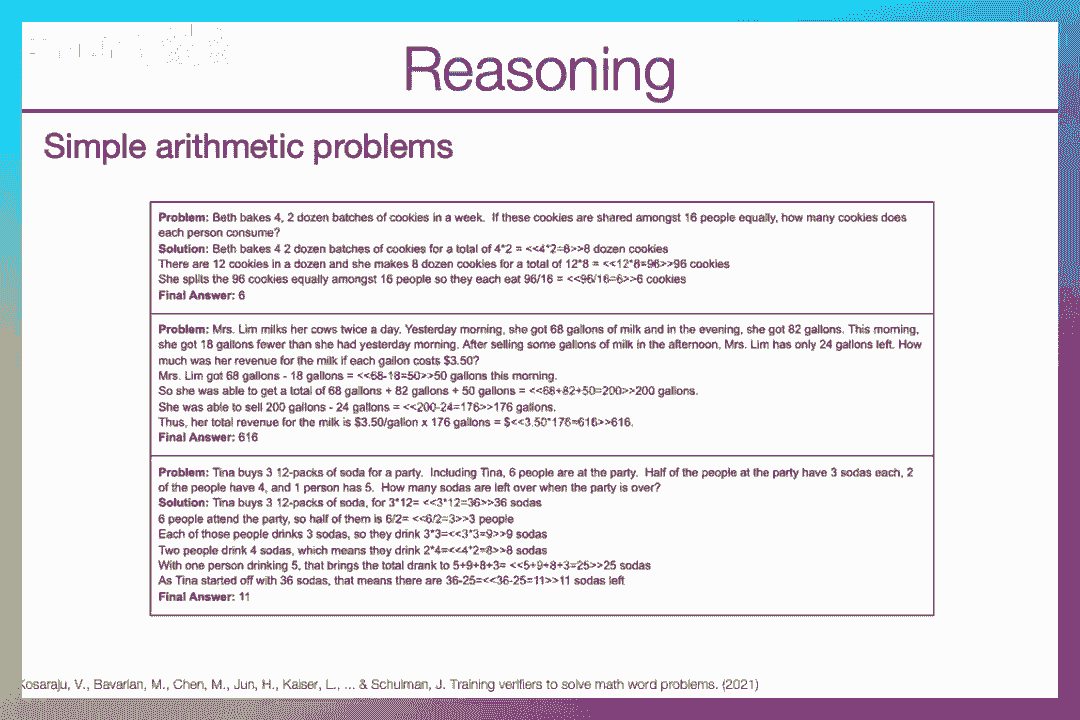 Reasoning
Simple arithmetic problems
Problem: Beth bakes 4, 2 dozen batches of cookies in a week. If these cookies are shared amongst 16 people equally, how many cookies does
each person consume?
Solution: Beth bakes 4 2 dozen batches of cookies for a total of 4*2 = <<4*2=8>>8 dozen cookies
There are 12 cookies in a dozen and she makes 8 dozen cookies for a total of 12*8 = <<12*8=96>>96 cookies
She splits the 96 cookies equally amongst 16 people so they each eat 96/16 = <<96/16=6>>6 cookies
Final Answer: 6
Problem: Mrs. Lim milks her cows twice a day. Yesterday morning, she got 68 gallons of milk and in the evening, she got 82 gallons. This morning,
she got 18 gallons fewer than she had yesterday morning. After selling some gallons of milk in the afternoon, Mrs. Lim has only 24 gallons left. How
much was her revenue for the milk if each gallon costs $3.50?
Mrs. Lim got 68 gallons - 18 gallons = <<68-18=50>>50 gallons this morning.
So she was able to get a total of 68 gallons + 82 gallons + 50 gallons = <<68+82+50=200>>200 gallons.
She was able to sell 200 gallons - 24 gallons = <<200-24=176>>176 gallons.
Thus, her total revenue for the milk is $3.50/gallon x 176 gallons = $<<3.50*176=616>>616.
Final Answer: 616
Problem: Tina buys 3 12-packs of soda for a party. Including Tina, 6 people are at the party. Half of the people at the party have 3 sodas each, 2
of the people have 4, and 1 person has 5. How many sodas are left over when the party is over?
Solution: Tina buys 3 12-packs of soda, for 3*12= <<3*12=36>>36 sodas
6 people attend the party, so half of them is 6/2= <<6/2=3>>3 people
Each of those people drinks 3 sodas, so they drink 3*3=<<3*3=9>>9 sodas
Two people drink 4 sodas, which means they drink 2*4=<<4*2=8>>8 sodas
With one person drinking 5, that brings the total drank to 5+9+8+3= <<5+9+8+3=25>>25 sodas
As Tina started off with 36 sodas, that means there are 36-25=<<36-25=11>>11 sodas left
Final Answer: 11
Kosaraju, V., Bavarian, M., Chen, M., Jun, H., Kaiser, L., ... & Schulman, J. Training verifiers to solve math word problems. (2021)